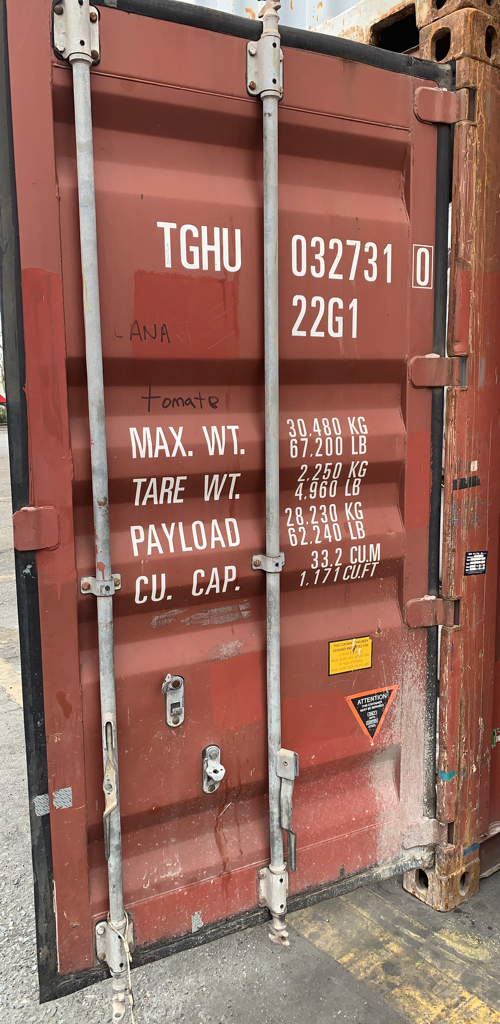 TGHU 032731 0
22G1
ANA
tomate
MAX. WT. 30.480 KG
67.200 LB
TARE WT. 2.250 KG
4.960 LB
PAYLOAD 28.230 KG
62.240 LB
CU. CAP. 33.2 CU.M
1.171 CU.FT
ATTENTION